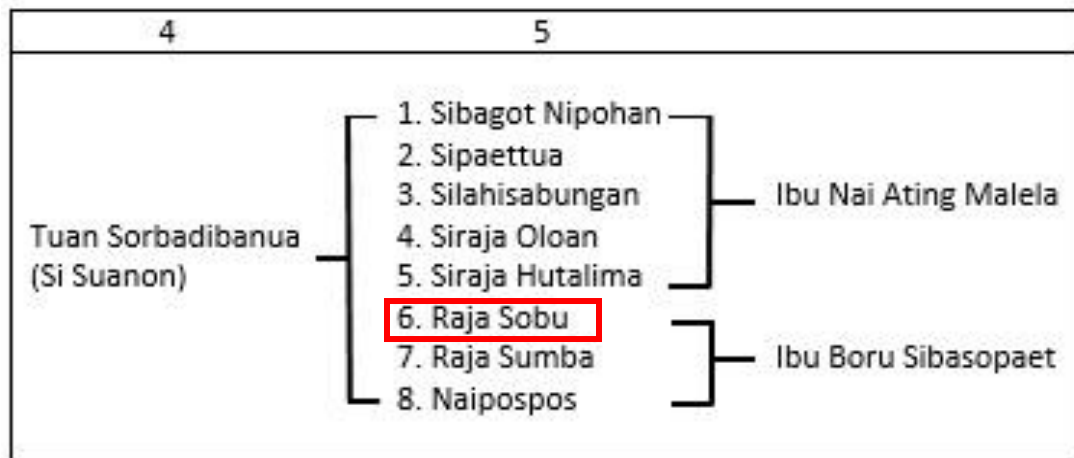 4 5
1. Sibagot Nipohan
2. Sipaettua
3. Silahisabungan
4. Siraja Oloan
5. Siraja Hutalima
6. Raja Sobu
7. Raja Sumba
8. Naipospos
Tuan Sorbadibanua
(Si Suanon)
Ibu Nai Ating Malela
Ibu Boru Sibasopaet